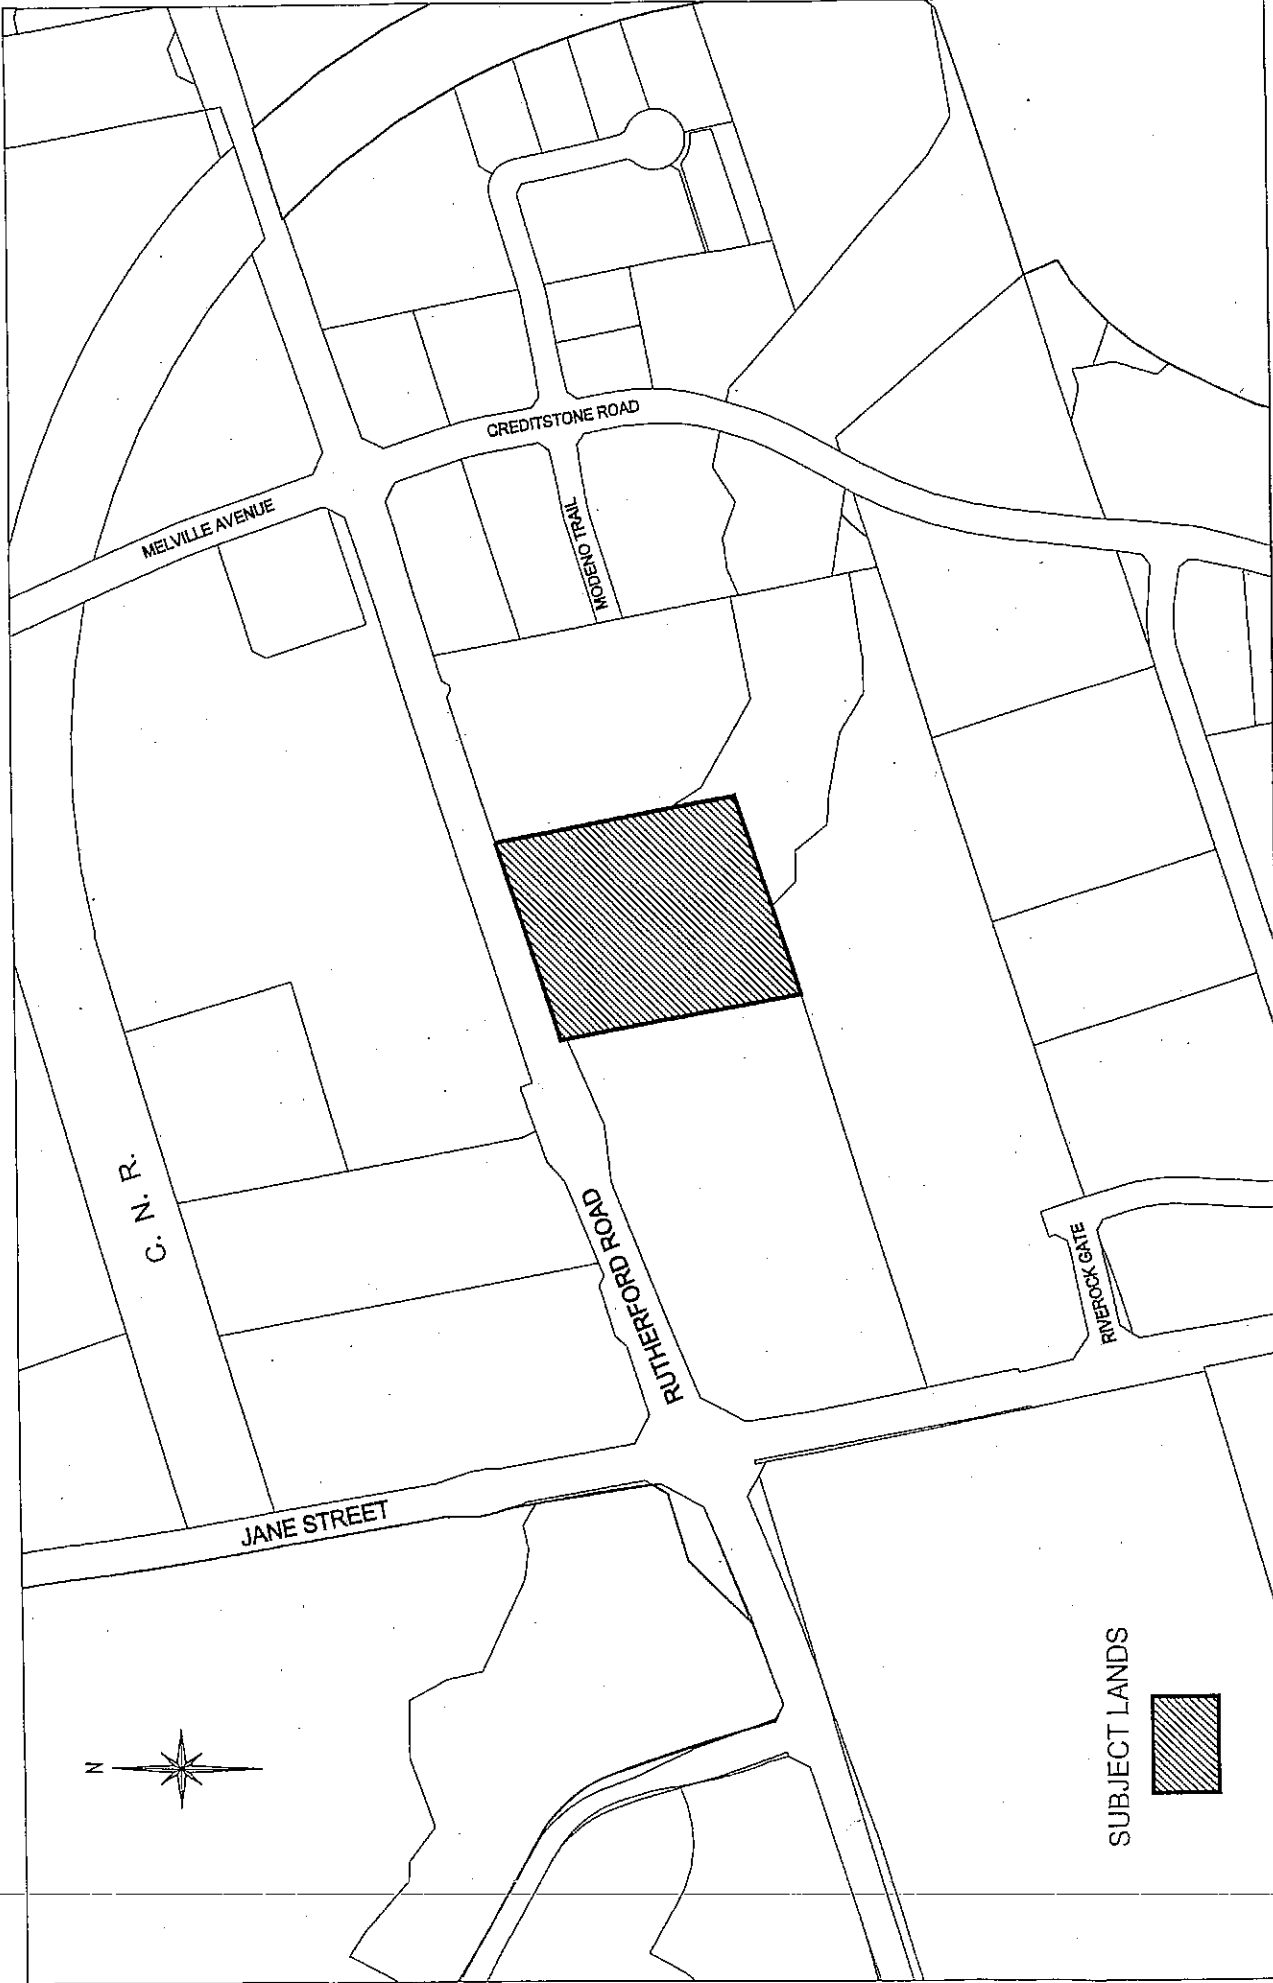 MELVILLE AVENUE
CREDITSTONE ROAD
MODENO TRAIL
C. N. R.
RUTHERFORD ROAD
RIVEROCK GATE
JANE STREET
N
SUBJECT LANDS